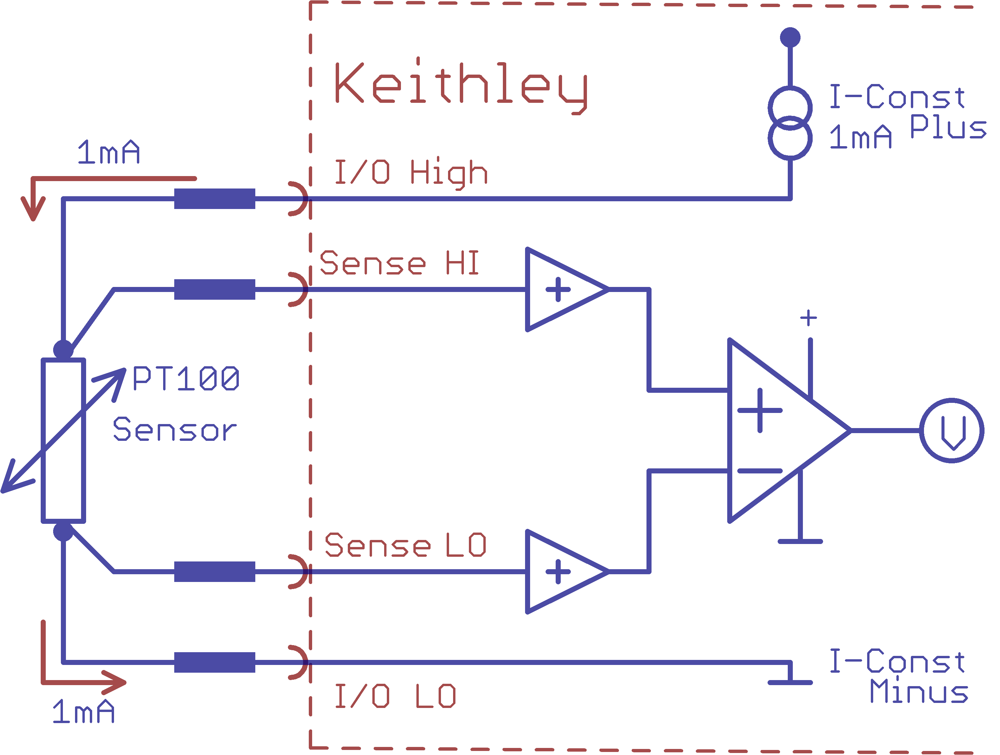 Keithley
I-Const
Plus
1mA
1mA
I/O High
Sense HI
+
+
PT100
Sensor
+
V
-
Sense LO
+
I-Const
Minus
I/O LO
1mA